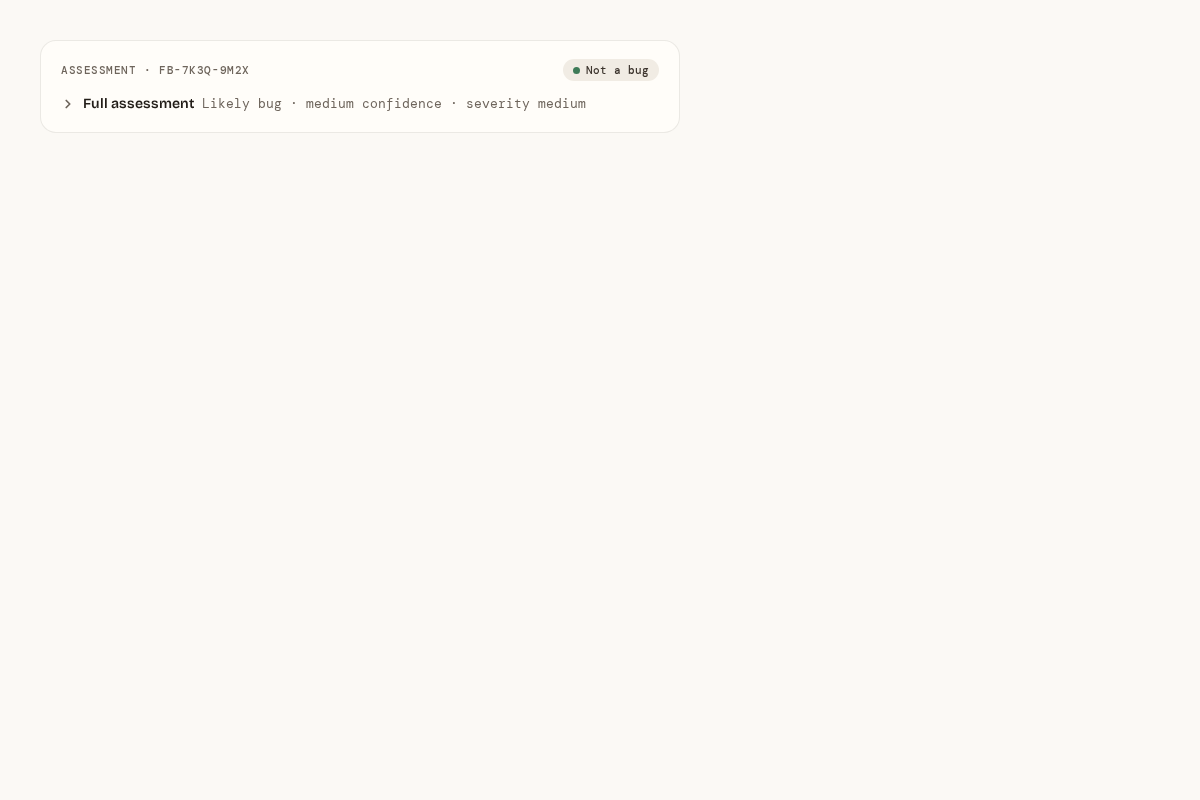 ASSESSMENT · FB-7K3Q-9M2X
Not a bug
Full assessment Likely bug · medium confidence · severity medium